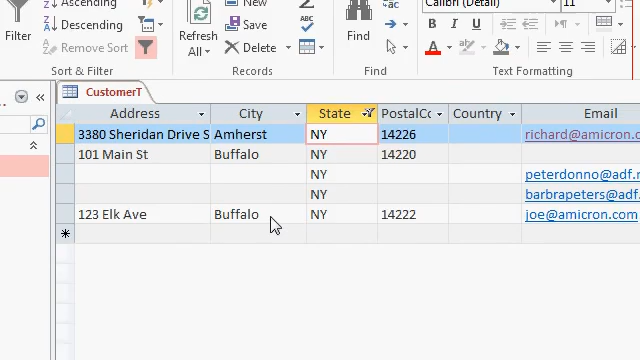 Filter
Ascending
Descending
Remove Sort
Sort & Filter
Refresh
All
New
Save
Delete
Records
ABC
Find
Find
Calibri (Detail)
11
B I U
A
Text Formatting
CustomerT
Address City State PostalCo Country Email
3380 Sheridan Drive S Amherst NY 14226 richard@amicron.c
101 Main St Buffalo NY 14220
NY peterdonno@adf.n
NY barbrapeters@adf.
123 Elk Ave Buffalo NY 14222 joe@amicron.com